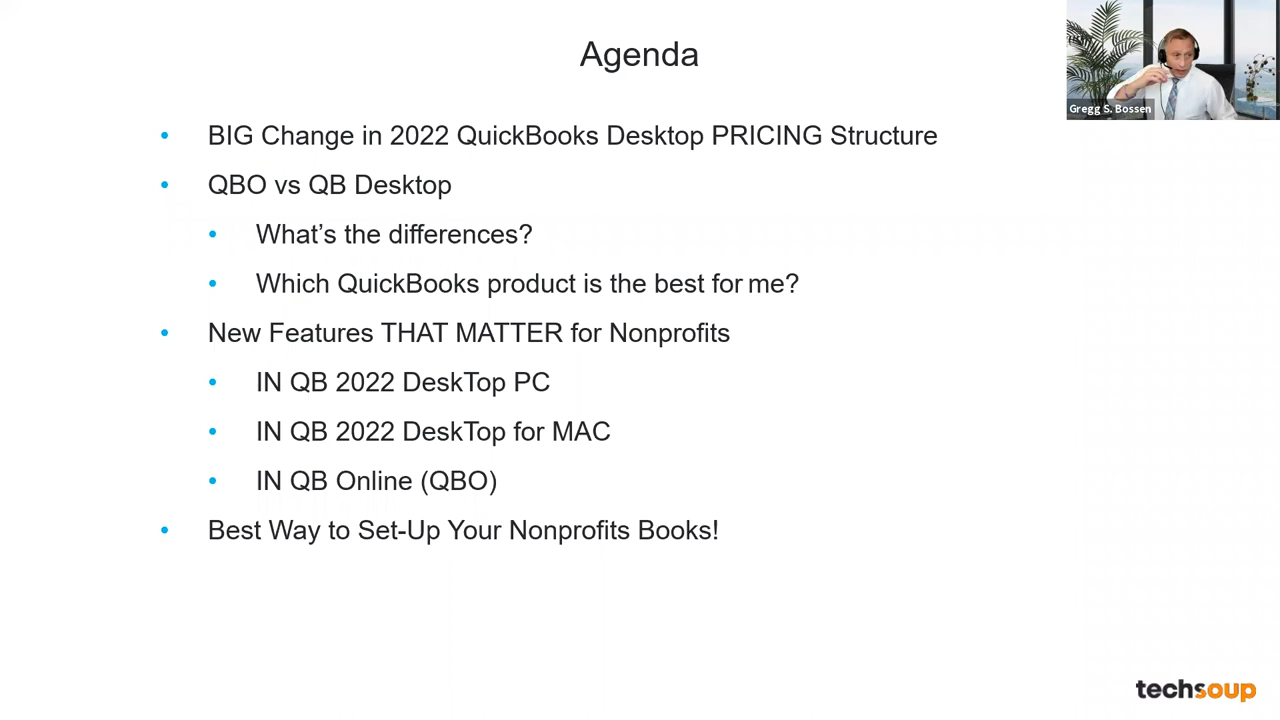 Agenda
Gregg S. Bossen
• BIG Change in 2022 QuickBooks Desktop PRICING Structure
• QBO vs QB Desktop
• What’s the differences?
• Which QuickBooks product is the best for me?
• New Features THAT MATTER for Nonprofits
• IN QB 2022 DeskTop PC
• IN QB 2022 DeskTop for MAC
• IN QB Online (QBO)
• Best Way to Set-Up Your Nonprofits Books!
techsoup